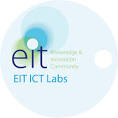 eit
Knowledge &
Innovation
Community
EIT ICT Labs